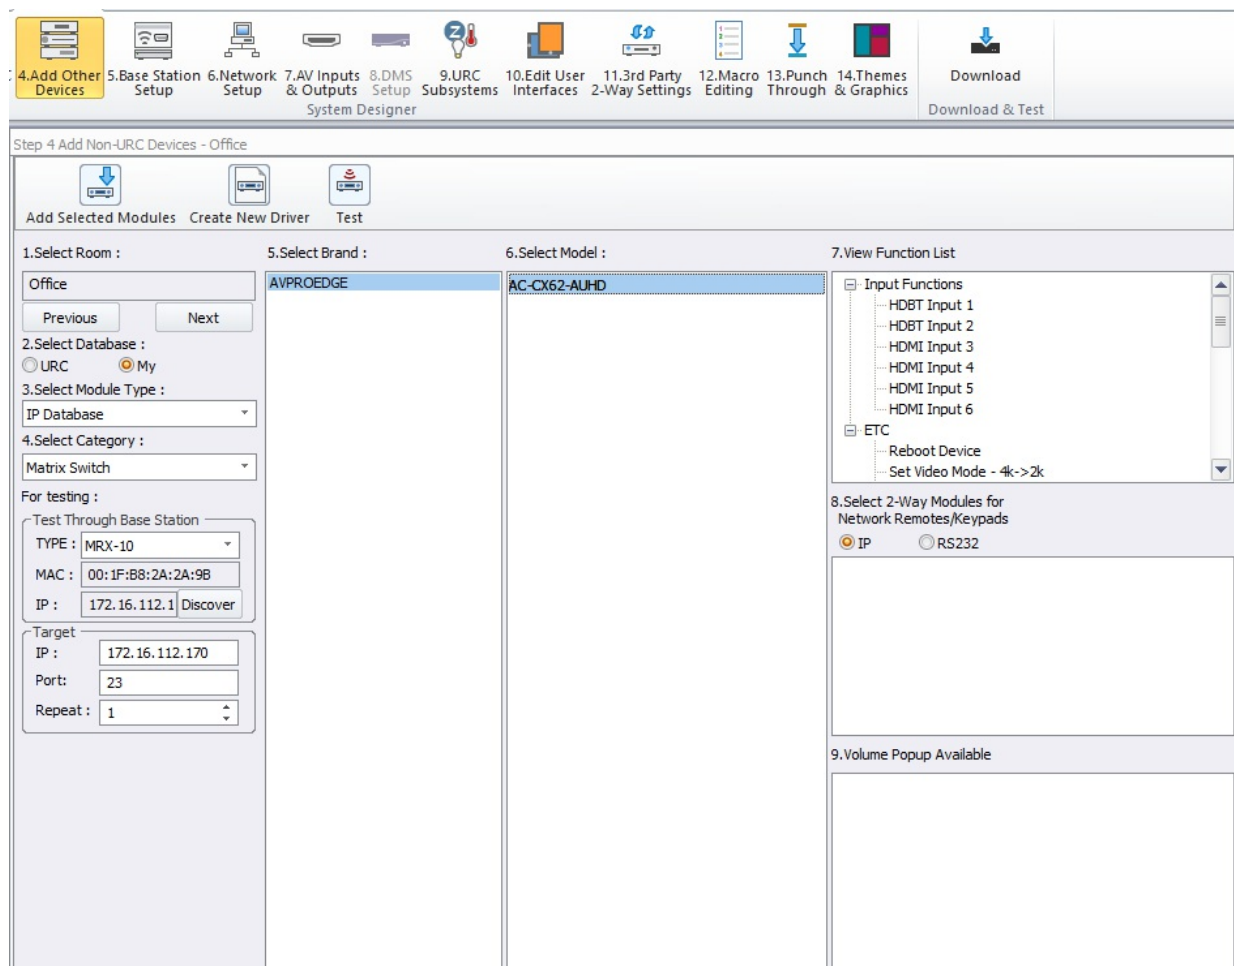 4.Add Other Devices
5.Base Station Setup
6.Network Setup
7.AV Inputs & Outputs
8.DMS Setup
9.URC Subsystems
10.Edit User Interfaces
11.3rd Party 2-Way Settings
12.Macro Editing
13.Punch Through
14.Themes & Graphics
Download
System Designer
Download & Test
Step 4 Add Non-URC Devices - Office
Add Selected Modules
Create New Driver
Test
1.Select Room :
Office
Previous
Next
2.Select Database :
URC
My
3.Select Module Type :
IP Database
4.Select Category :
Matrix Switch
For testing :
Test Through Base Station
TYPE : MRX-10
MAC : 00:1F:B8:2A:2A:9B
IP : 172.16.112.1 Discover
Target
IP : 172.16.112.170
Port: 23
Repeat : 1
5.Select Brand :
AVPROEDGE
6.Select Model :
AC-CX62-AUHD
7.View Function List
Input Functions
HDBT Input 1
HDBT Input 2
HDMI Input 3
HDMI Input 4
HDMI Input 5
HDMI Input 6
ETC
Reboot Device
Set Video Mode - 4k->2k
8.Select 2-Way Modules for
Network Remotes/Keypads
IP
RS232
9.Volume Popup Available